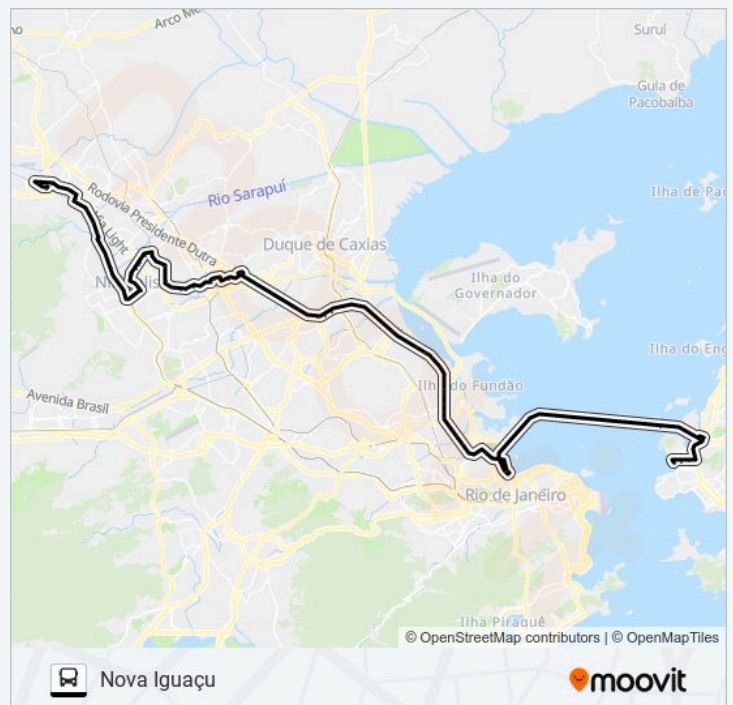 Arco Me
Suruí
Guia de
Pacobaíba
Rio Sarapuí
Ilha de Pa
Rodovia Presidente Dutra
Via Light
Duque de Caxias
Ilha do
Governador
Ilha do Eng
Ilha do Fundão
Avenida Brasil
Rio de Janeiro
Ilha Piraquê
© OpenStreetMap contributors | © OpenMapTiles
Nova Iguaçu
moovit